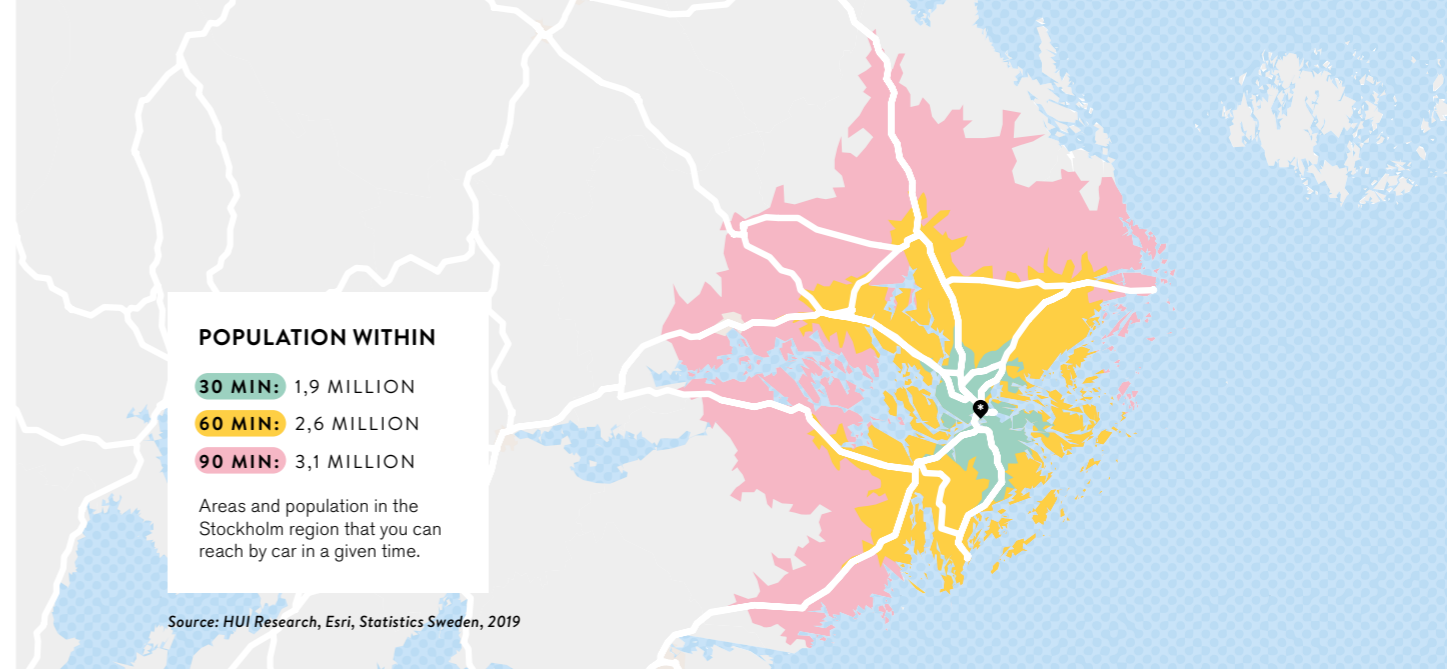 POPULATION WITHIN
30 MIN: 1,9 MILLION
60 MIN: 2,6 MILLION
90 MIN: 3,1 MILLION
Areas and population in the
Stockholm region that you can
reach by car in a given time.
Source: HUI Research, Esri, Statistics Sweden, 2019